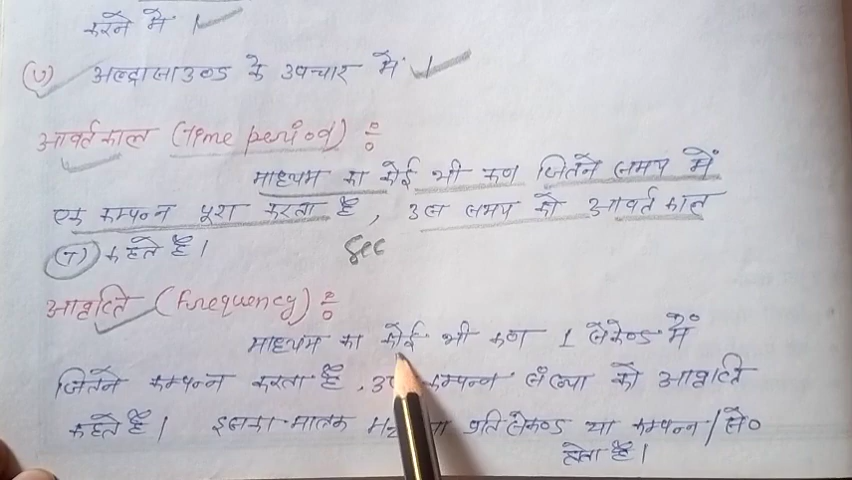 करने में ।
(v) अल्ट्रासाउण्ड के उपचार में ।
आवर्तकाल (Time period) ÷
माध्यम का कोई भी कण जितने समय में
एक कम्पन्न पूरा करता है, उस समय को आवर्तकाल
(T) कहते है। Sec
आवृत्ति (Frequency) ÷
माध्यम का कोई भी कण 1 सेकेण्ड में
जितने कम्पन्न करता है, कम्पन्न संख्या को आवृत्ति
कहते है। इसका मात्रक प्रति सेकण्ड या कम्पन्न/से०
होता है।